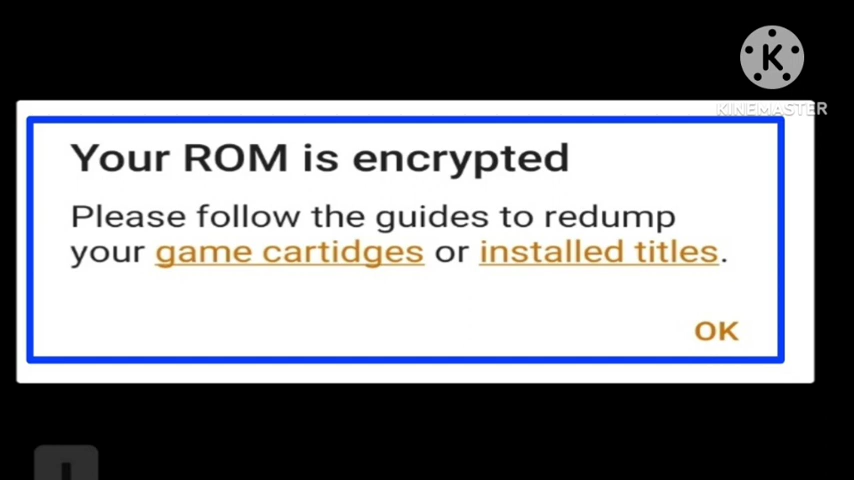 K
KINEMASTER
Your ROM is encrypted
Please follow the guides to redump
your game cartidges or installed titles.
OK